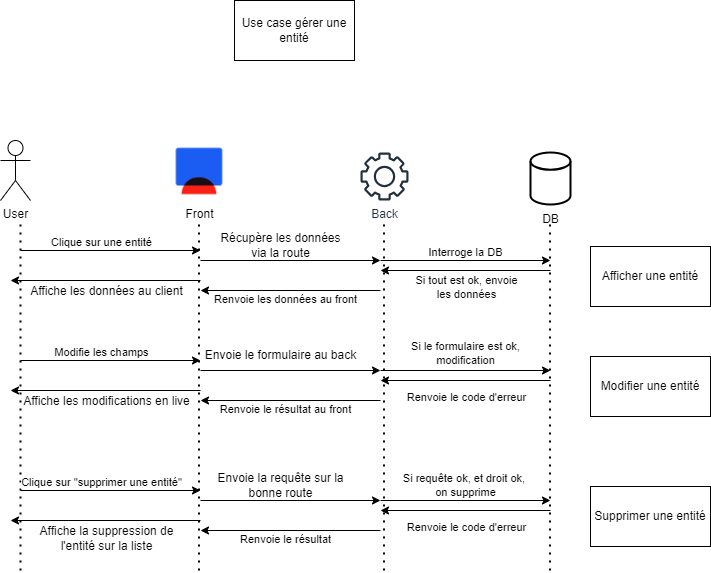 Use case gérer une
entité
User
Front
Back
DB
Clique sur une entité
Récupère les données
via la route
Interroge la DB
Afficher une entité
Affiche les données au client
Renvoie les données au front
Si tout est ok, envoie
les données
Modifie les champs
Envoie le formulaire au back
Si le formulaire est ok,
modification
Modifier une entité
Affiche les modifications en live
Renvoie le résultat au front
Renvoie le code d'erreur
Clique sur "supprimer une entité"
Envoie la requête sur la
bonne route
Si requête ok, et droit ok,
on supprime
Supprimer une entité
Affiche la suppression de
l'entité sur la liste
Renvoie le résultat
Renvoie le code d'erreur